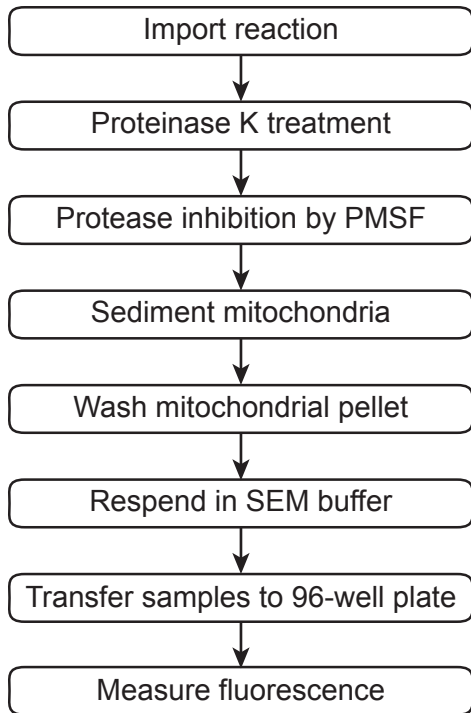 Import reaction
Proteinase K treatment
Protease inhibition by PMSF
Sediment mitochondria
Wash mitochondrial pellet
Respend in SEM buffer
Transfer samples to 96-well plate
Measure fluorescence